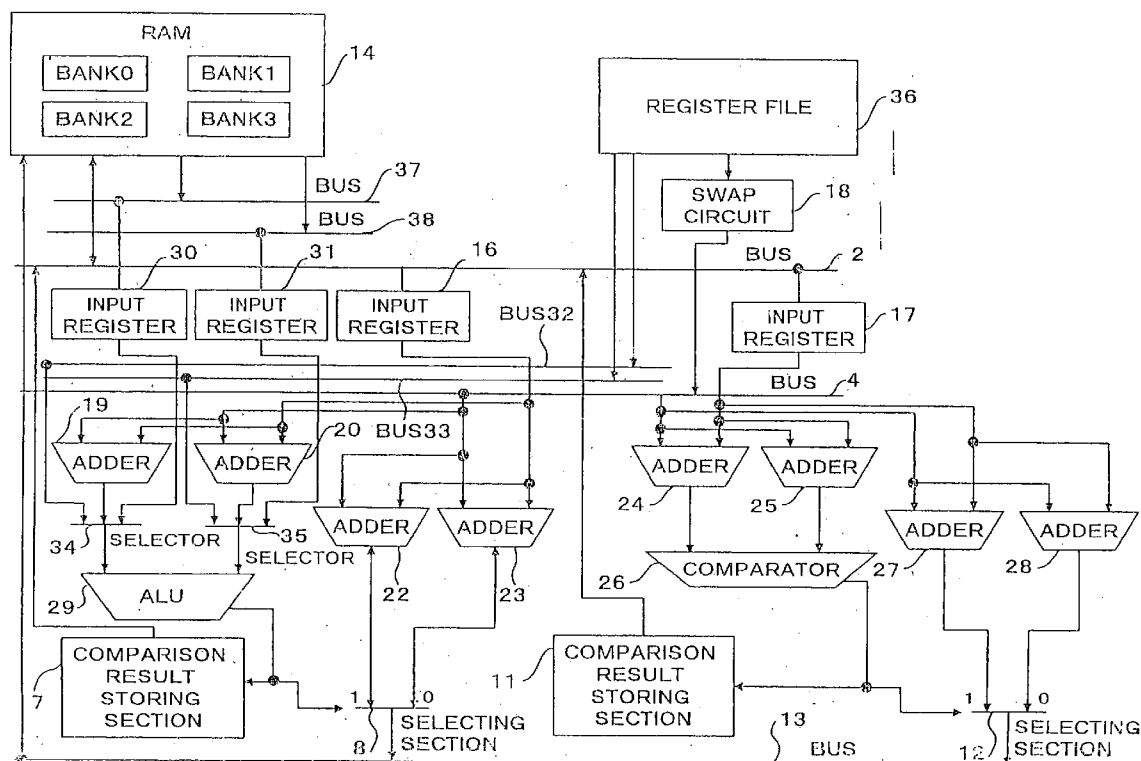 RAM
14
BANK0 BANK1
BANK2 BANK3
REGISTER FILE
36
BUS
37
SWAP
CIRCUIT
18
BUS
38
30
31
16
BUS
2
INPUT
REGISTER
INPUT
REGISTER
INPUT
REGISTER
BUS32
INPUT
REGISTER
17
BUS
4
19
BUS33
20
ADDER
ADDER
ADDER
24
ADDER
25
34
SELECTOR
35
SELECTOR
ADDER
22
ADDER
23
ADDER
27
ADDER
28
29
ALU
26
COMPARATOR
COMPARISON
RESULT
STORING
SECTION
7
1 0
8
SELECTING
SECTION
11
COMPARISON
RESULT
STORING
SECTION
13
BUS
1 0
12
SELECTING
SECTION